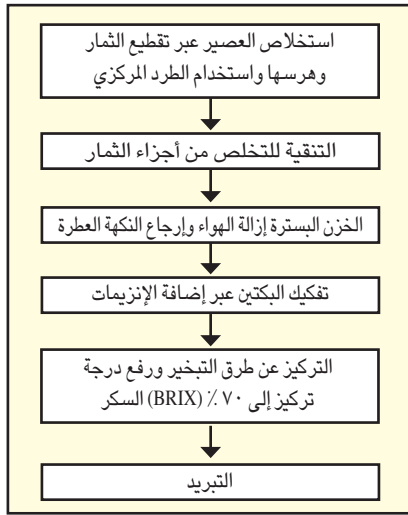 استخلاص العصير عبر تقطيع الثمار
وهرسها واستخدام الطرد المركزي
التنقية للتخلص من أجزاء الثمار
الخزن البسترة إزالة الهواء وإرجاع النكهة العطرة
تفكيك البكتين عبر إضافة الإنزيمات
التركيز عن طرق التبخير ورفع درجة
تركيز إلى ٧٠ ٪ (BRIX) السكر
التبريد